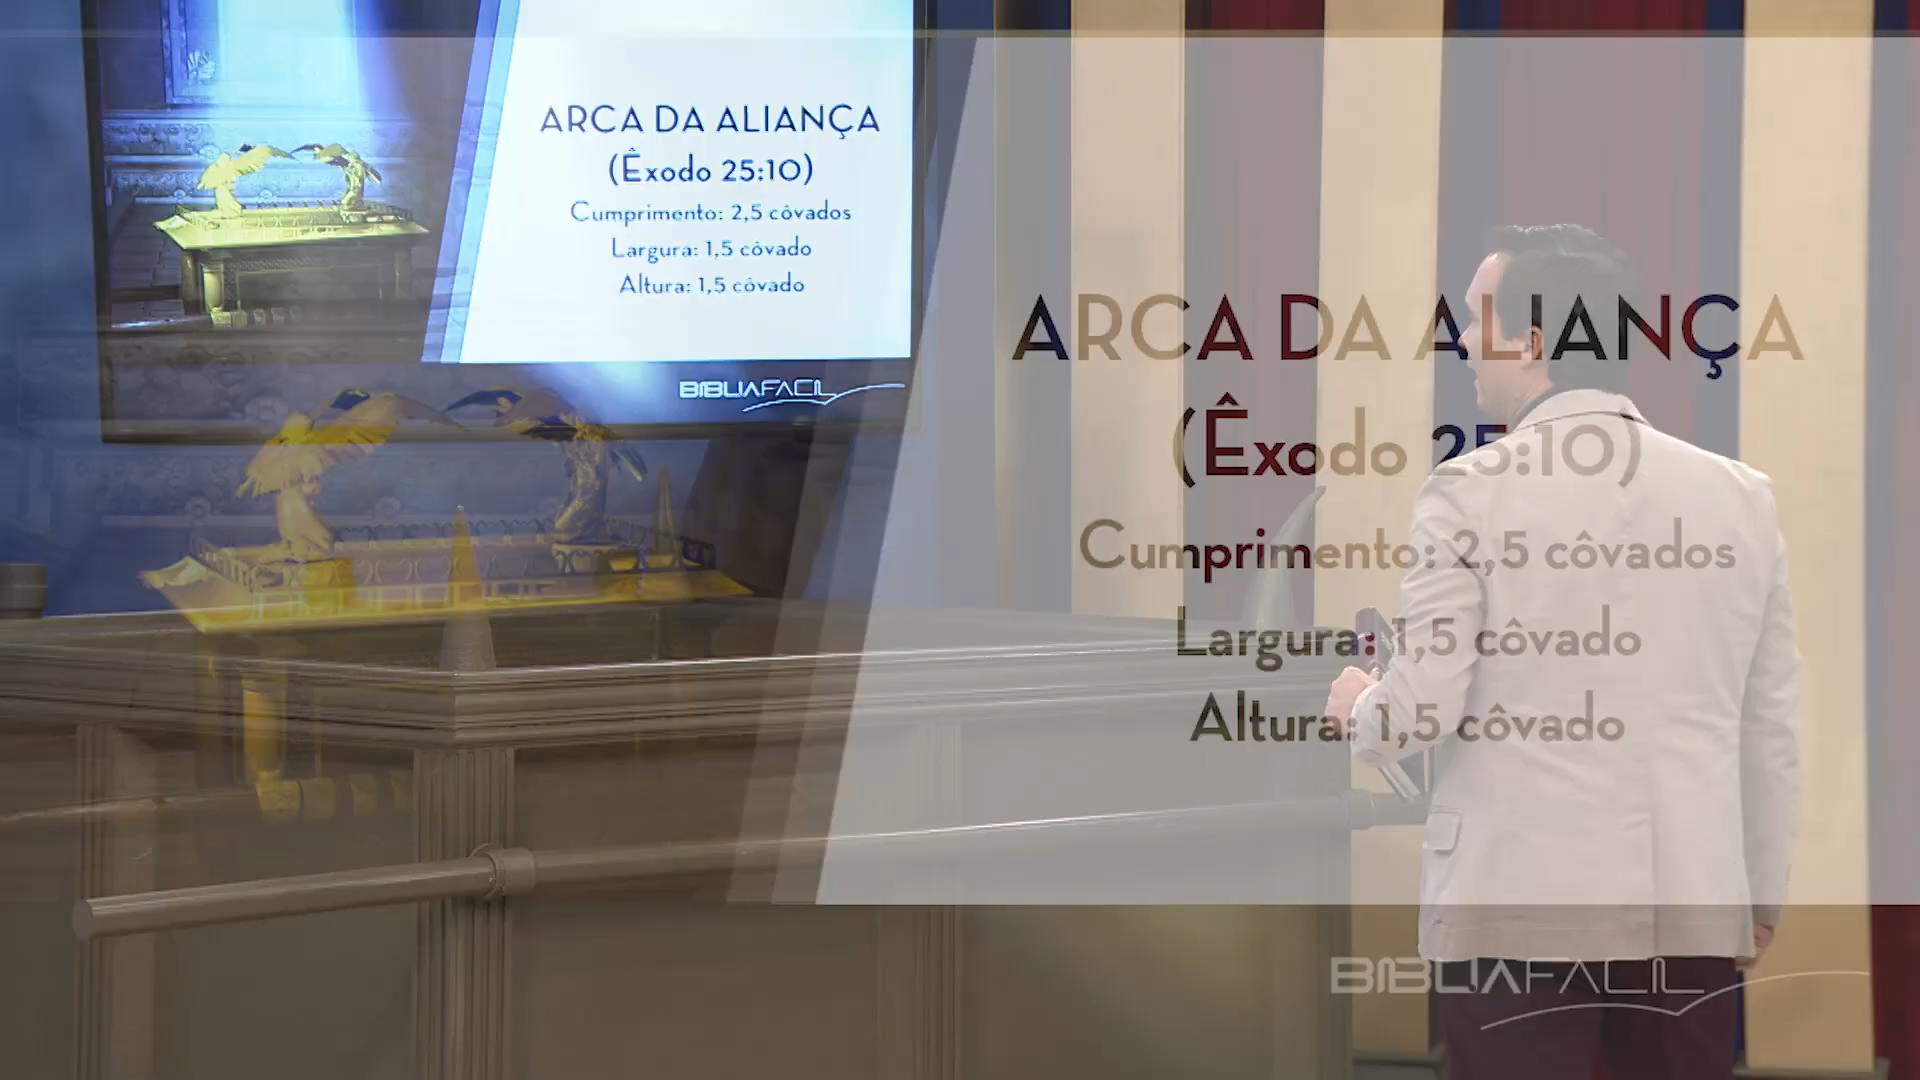 ARCA DA ALIANÇA
(Êxodo 25:10)
Cumprimento: 2,5 côvados
Largura: 1,5 côvado
Altura: 1,5 côvado
BIBLIAFACIL
ARCA DA ALIANÇA
(Êxodo 25:10)
Cumprimento: 2,5 côvados
Largura: 1,5 côvado
Altura: 1,5 côvado
BIBLIAFACIL